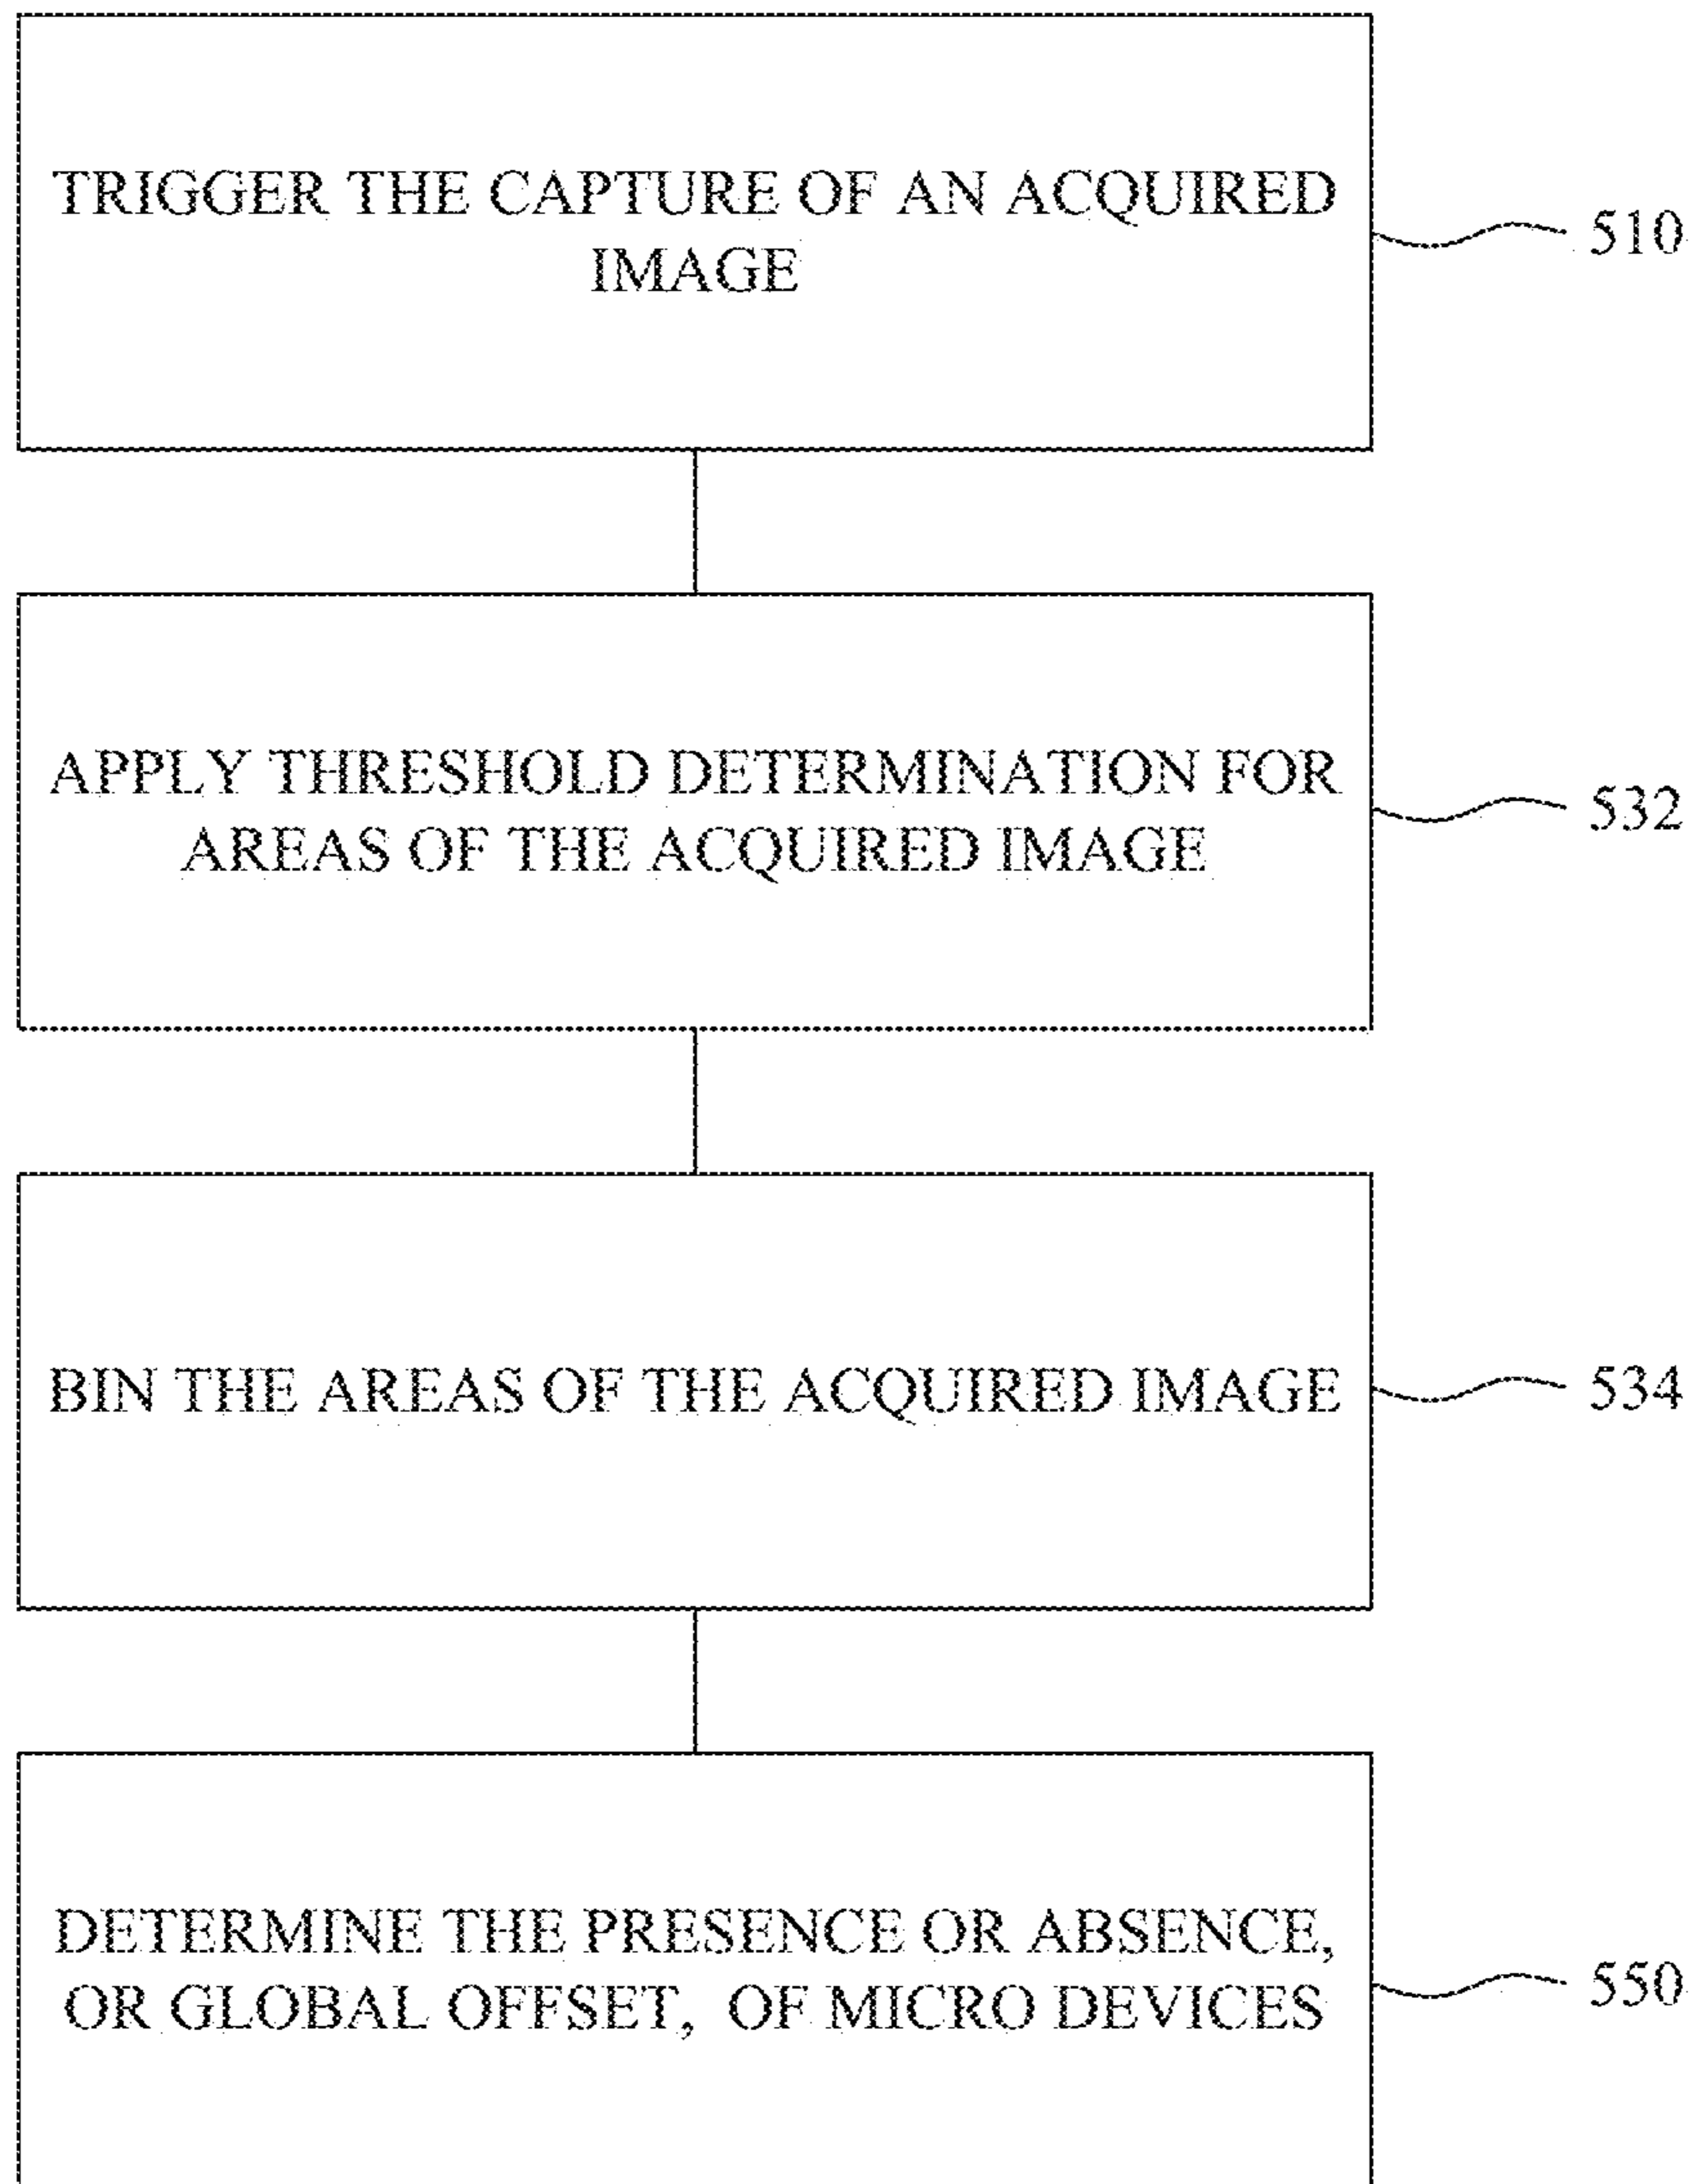 TRIGGER THE CAPTURE OF AN ACQUIRED
IMAGE
510
APPLY THRESHOLD DETERMINATION FOR
AREAS OF THE ACQUIRED IMAGE
532
BIN THE AREAS OF THE ACQUIRED IMAGE
534
DETERMINE THE PRESENCE OR ABSENCE,
OR GLOBAL OFFSET, OF MICRO DEVICES
550